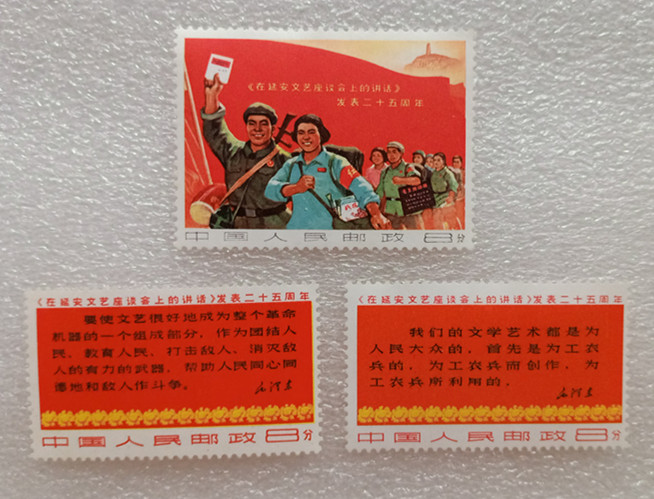 《在延安文艺座谈会上的讲话》
发表二十五周年
中国人民邮政 8分
《在延安文艺座谈会上的讲话》发表二十五周年
要使文艺很好地成为整个革命
机器的一个组成部分，作为团结人
民、教育人民、打击敌人、消灭敌
人的有力的武器，帮助人民同心同
德地和敌人作斗争。
毛泽东
中国人民邮政 8分
《在延安文艺座谈会上的讲话》发表二十五周年
我们的文学艺术都是为
人民大众的，首先是为工农
兵的，为工农兵而创作，为
工农兵所利用的，
毛泽东
中国人民邮政 8分